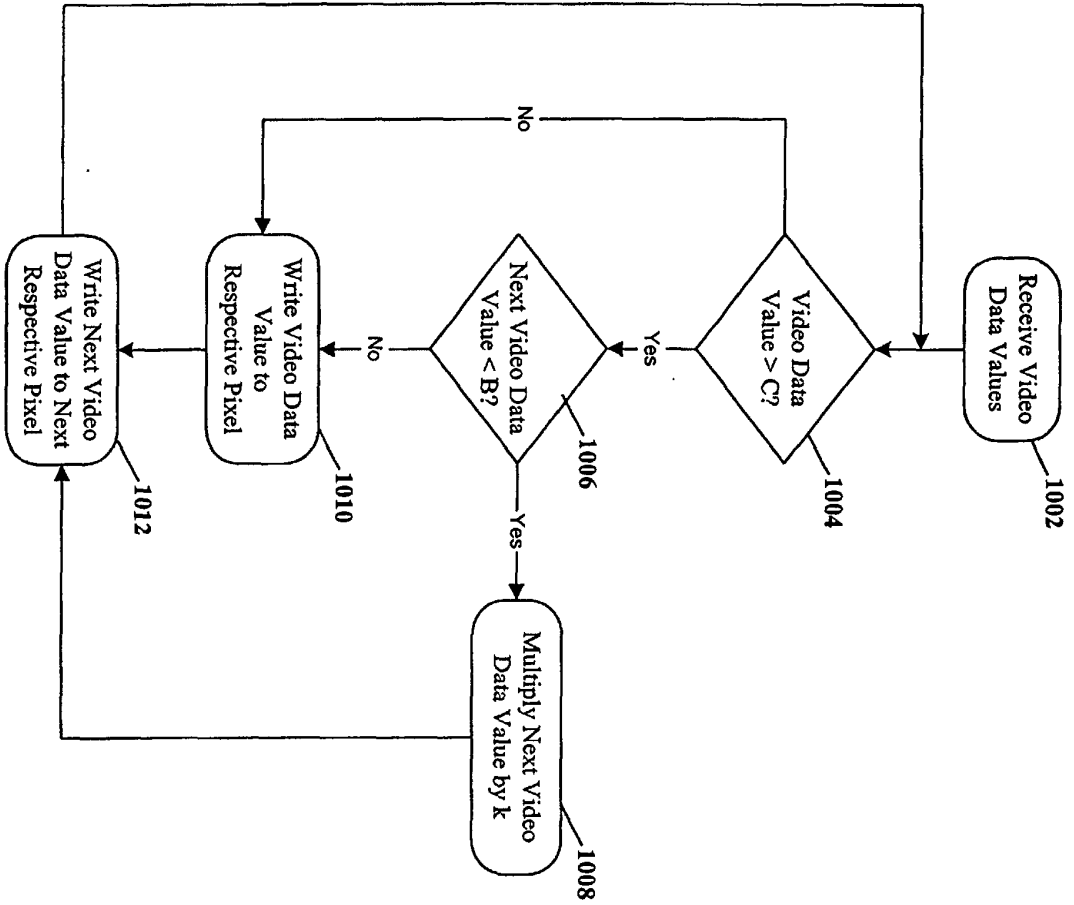 Receive Video
Data Values
1002
Video Data
Value > C?
1004
No
Yes
Next Video Data
Value < B?
1006
Yes
No
Multiply Next Video
Data Value by k
1008
Write Video Data
Value to
Respective Pixel
1010
Write Next Video
Data Value to Next
Respective Pixel
1012